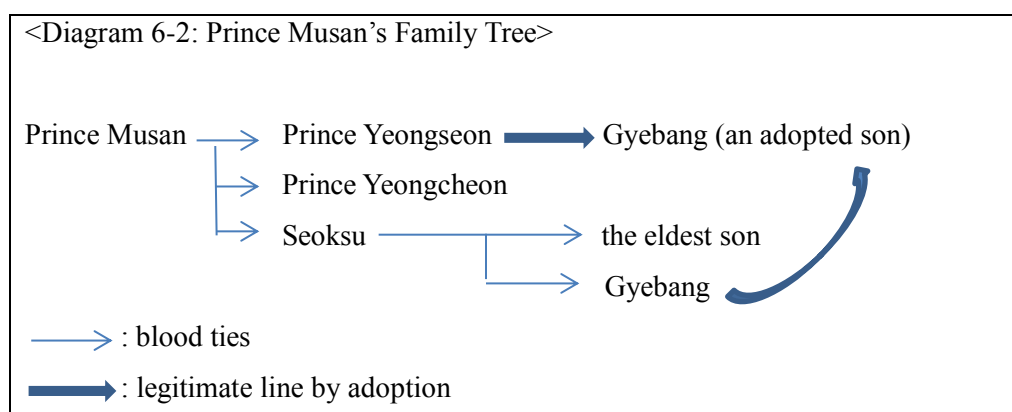 <Diagram 6-2: Prince Musan’s Family Tree>
Prince Musan Prince Yeongseon Gyebang (an adopted son)
Prince Yeongcheon
Seoksu the eldest son
Gyebang
: blood ties
: legitimate line by adoption